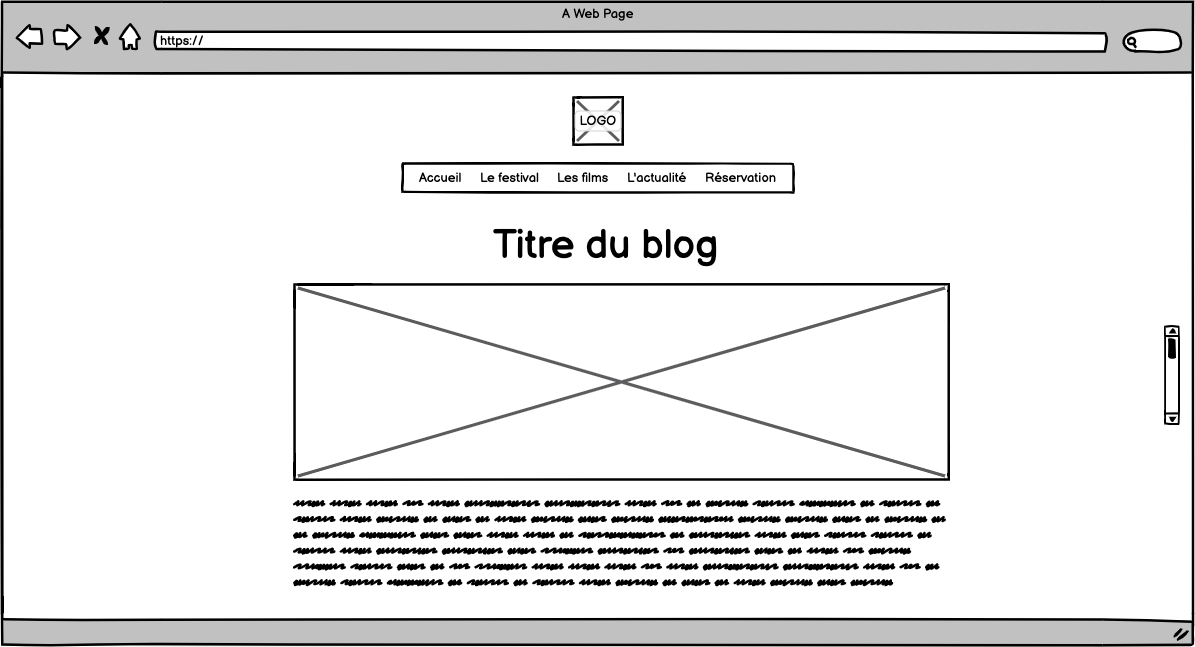 A Web Page
https://
LOGO
Accueil Le festival Les films L'actualité Réservation
Titre du blog